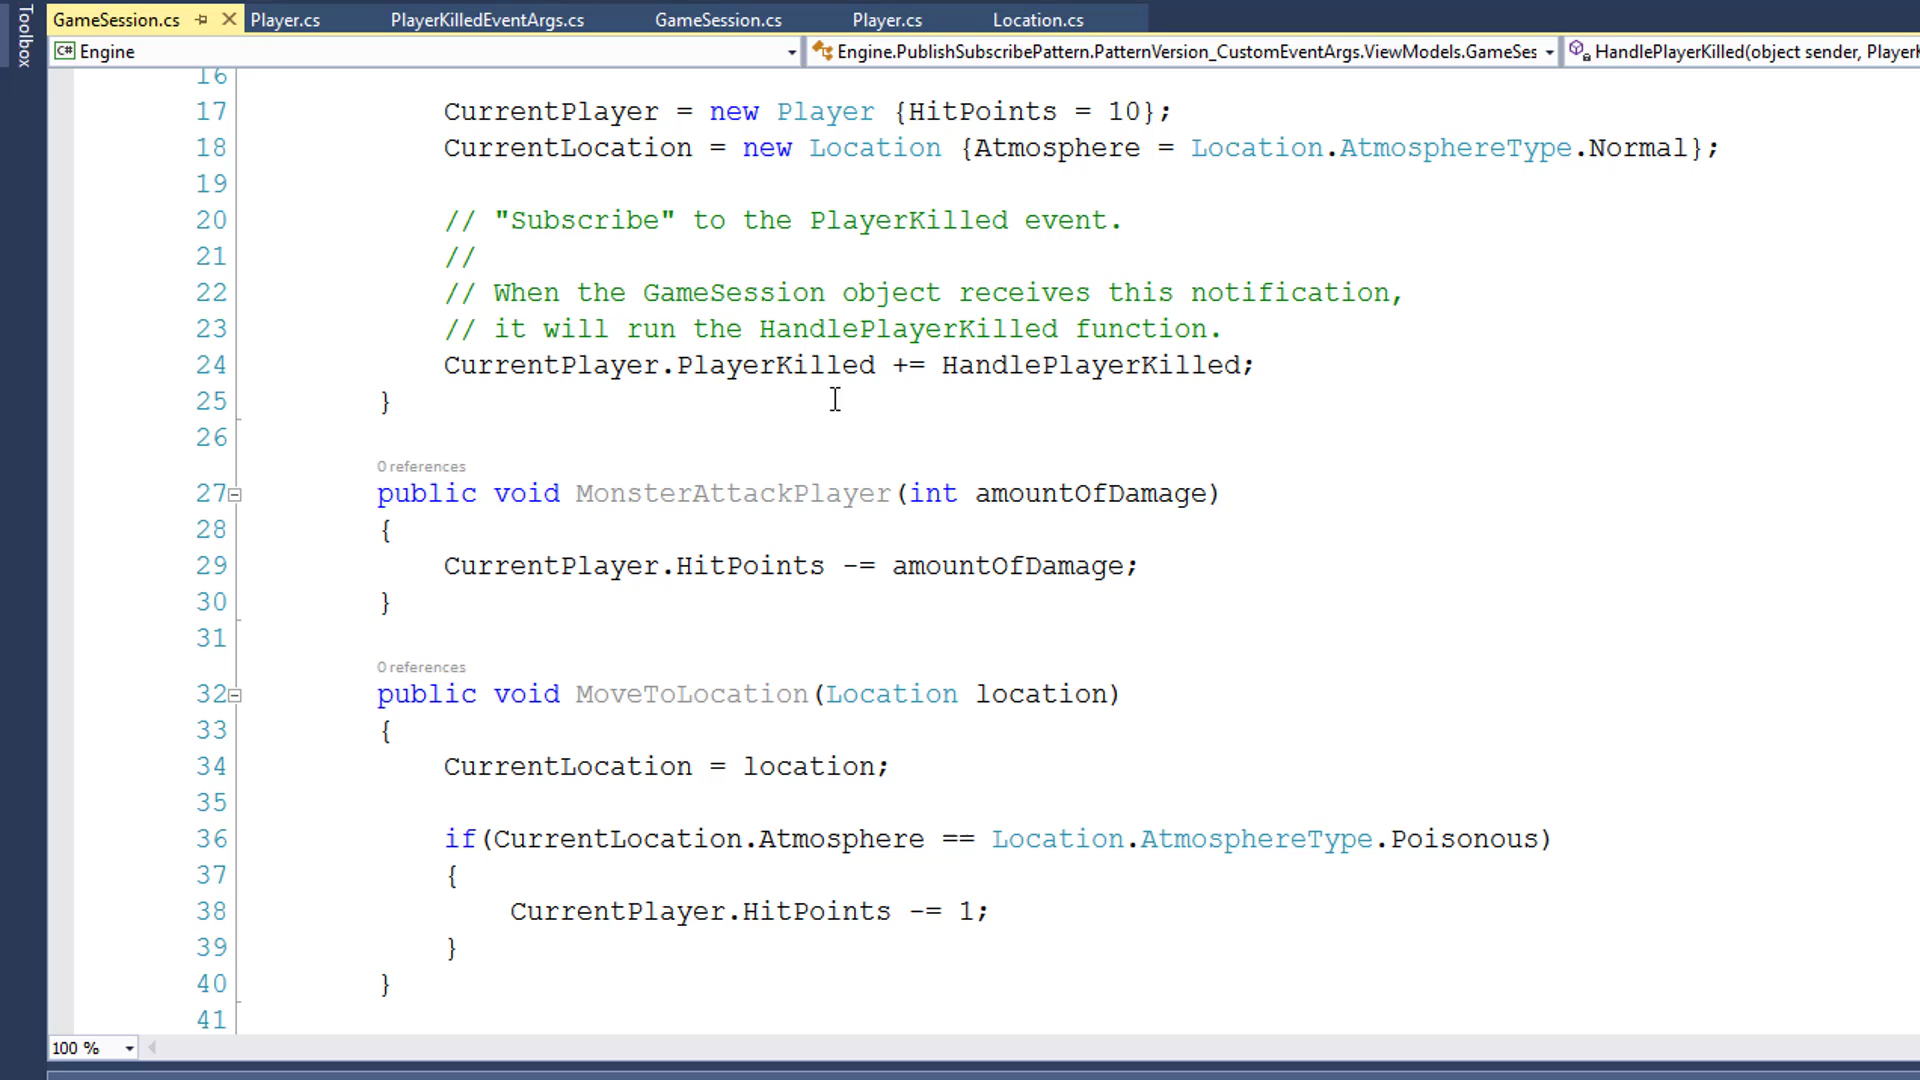 Toolbox
GameSession.cs Player.cs PlayerKilledEventArgs.cs GameSession.cs Player.cs Location.cs
C# Engine Engine.PublishSubscribePattern.PatternVersion_CustomEventArgs.ViewModels.GameSes HandlePlayerKilled(object sender, PlayerK
16
17 CurrentPlayer = new Player {HitPoints = 10};
18 CurrentLocation = new Location {Atmosphere = Location.AtmosphereType.Normal};
19
20 // "Subscribe" to the PlayerKilled event.
21 //
22 // When the GameSession object receives this notification,
23 // it will run the HandlePlayerKilled function.
24 CurrentPlayer.PlayerKilled += HandlePlayerKilled;
25 }
26
0 references
27 public void MonsterAttackPlayer(int amountOfDamage)
28 {
29 CurrentPlayer.HitPoints -= amountOfDamage;
30 }
31
0 references
32 public void MoveToLocation(Location location)
33 {
34 CurrentLocation = location;
35
36 if(CurrentLocation.Atmosphere == Location.AtmosphereType.Poisonous)
37 {
38 CurrentPlayer.HitPoints -= 1;
39 }
40 }
41
100 %